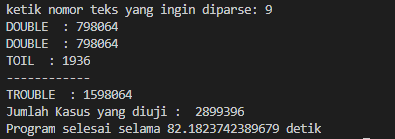 ketik nomor teks yang ingin diparse: 9
DOUBLE  : 798064
DOUBLE  : 798064
TOIL  : 1936
------------
TROUBLE  : 1598064
Jumlah Kasus yang diuji :  2899396
Program selesai selama 82.1823742389679 detik